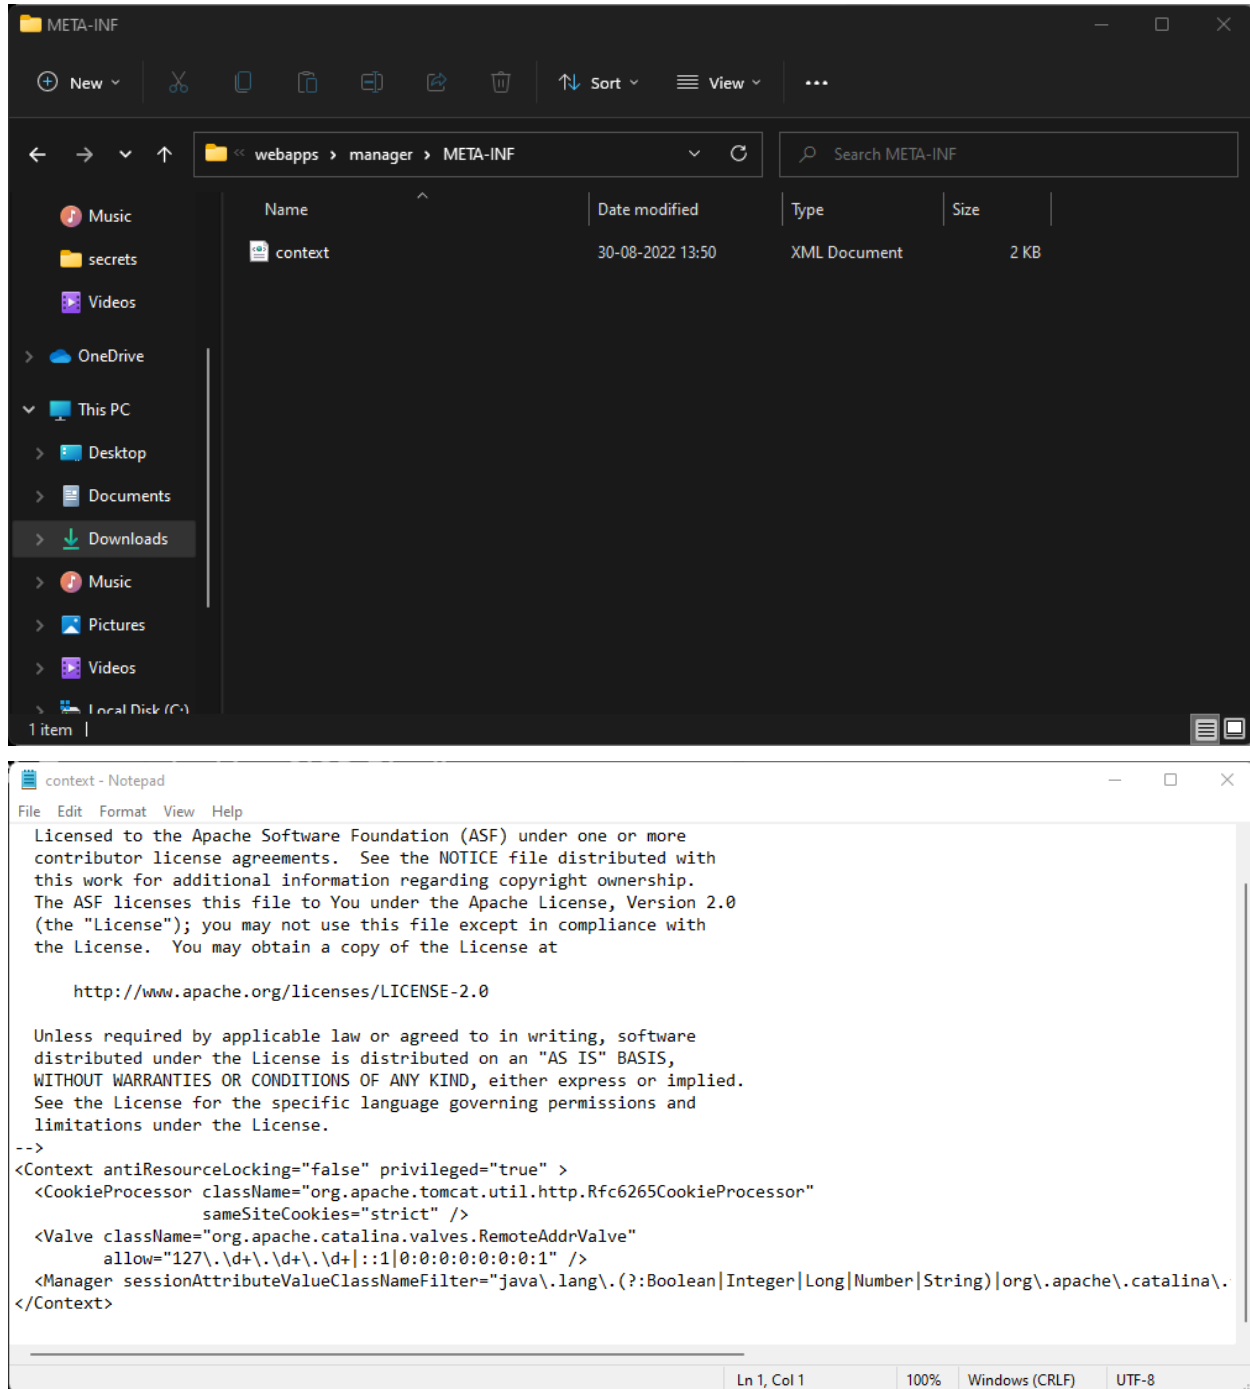 META-INF
New
Sort
View
webapps > manager > META-INF
Search META-INF
Name
Date modified
Type
Size
context
30-08-2022 13:50
XML Document
2 KB
Music
secrets
Videos
OneDrive
This PC
Desktop
Documents
Downloads
Music
Pictures
Videos
Local Disk (C:)
1 item
context - Notepad
File Edit Format View Help
Licensed to the Apache Software Foundation (ASF) under one or more
contributor license agreements.  See the NOTICE file distributed with
this work for additional information regarding copyright ownership.
The ASF licenses this file to You under the Apache License, Version 2.0
(the "License"); you may not use this file except in compliance with
the License.  You may obtain a copy of the License at
http://www.apache.org/licenses/LICENSE-2.0
Unless required by applicable law or agreed to in writing, software
distributed under the License is distributed on an "AS IS" BASIS,
WITHOUT WARRANTIES OR CONDITIONS OF ANY KIND, either express or implied.
See the License for the specific language governing permissions and
limitations under the License.
-->
<Context antiResourceLocking="false" privileged="true" >
<CookieProcessor className="org.apache.tomcat.util.http.Rfc6265CookieProcessor"
sameSiteCookies="strict" />
<Valve className="org.apache.catalina.valves.RemoteAddrValve"
allow="127\.\d+\.\d+\.\d+|::1|0:0:0:0:0:0:0:1" />
<Manager sessionAttributeValueClassNameFilter="java\.lang\.(?:Boolean|Integer|Long|Number|String)|org\.apache\.catalina\.
</Context>
Ln 1, Col 1
100%
Windows (CRLF)
UTF-8